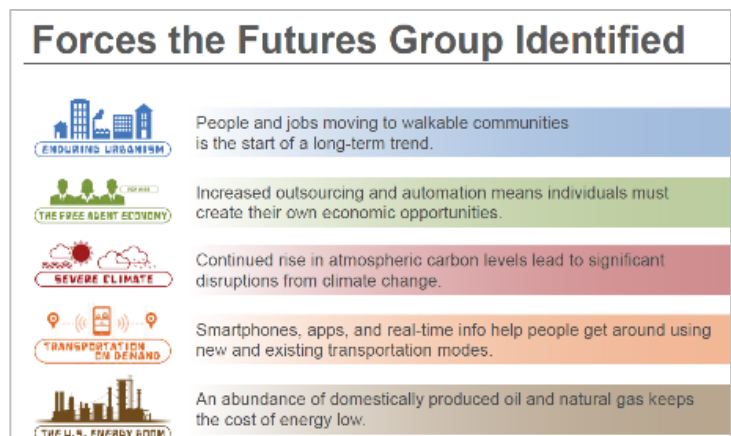 Forces the Futures Group Identified
ENDURING URBANISM
People and jobs moving to walkable communities
is the start of a long-term trend.
THE FREE AGENT ECONOMY
Increased outsourcing and automation means individuals must
create their own economic opportunities.
SEVERE CLIMATE
Continued rise in atmospheric carbon levels lead to significant
disruptions from climate change.
TRANSPORTATION
ON DEMAND
Smartphones, apps, and real-time info help people get around using
new and existing transportation modes.
THE U.S. ENERGY BOOM
An abundance of domestically produced oil and natural gas keeps
the cost of energy low.